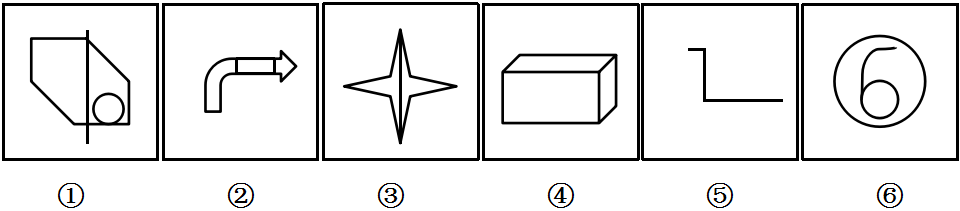 ① ② ③ ④ ⑤ ⑥